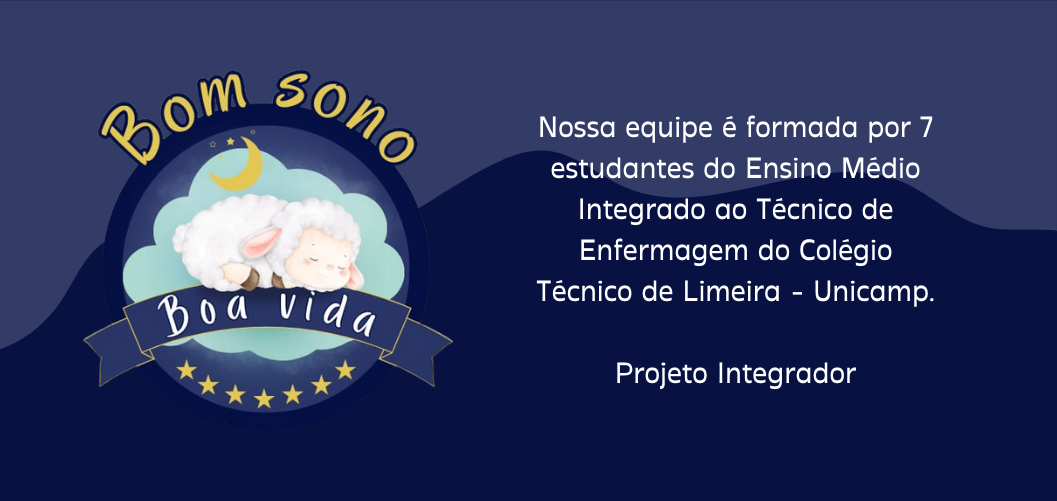 Bom sono
Boa vida
Nossa equipe é formada por 7
estudantes do Ensino Médio
Integrado ao Técnico de
Enfermagem do Colégio
Técnico de Limeira - Unicamp.
Projeto Integrador